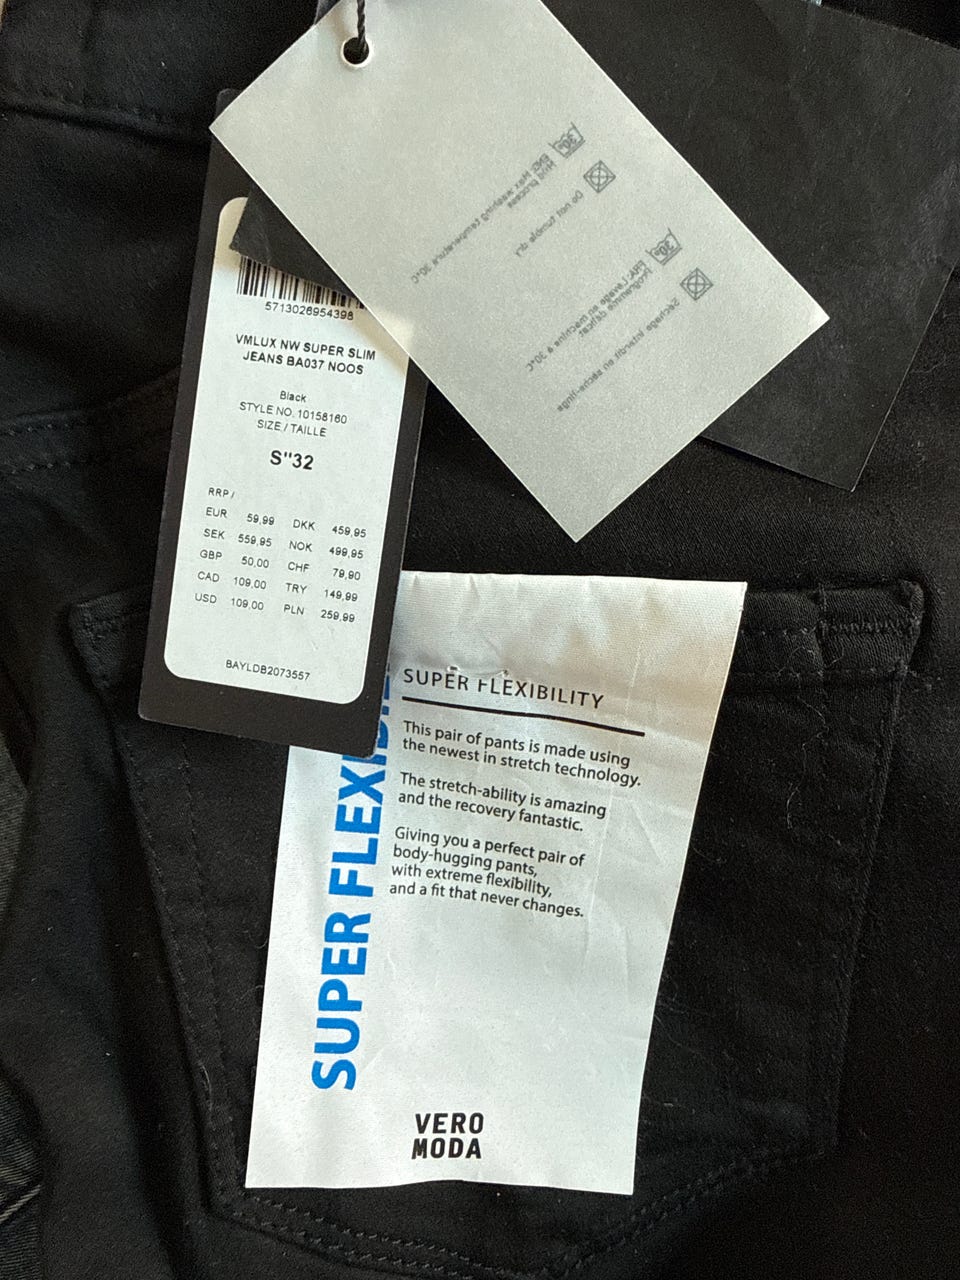 30°
ENG Max washing temperature 30°C
Mild process
Do not tumble dry
30°
FRA Lavage en machine à 30°C
Programme délicat
Séchage interdit en sèche-linge
5713026954398
VMLUX NW SUPER SLIM
JEANS BA037 NOOS
Black
STYLE NO. 10158160
SIZE / TAILLE
S"32
RRP /
EUR 59,99 DKK 459,95
SEK 559,95 NOK 499,95
GBP 50,00 CHF 79,90
CAD 109,00 TRY 149,99
USD 109,00 PLN 259,99
BAYLDB2073557
SUPER FLEXIBILITY
This pair of pants is made using
the newest in stretch technology.
The stretch-ability is amazing
and the recovery fantastic.
Giving you a perfect pair of
body-hugging pants,
with extreme flexibility,
and a fit that never changes.
SUPER FLEXIBI
VERO
MODA